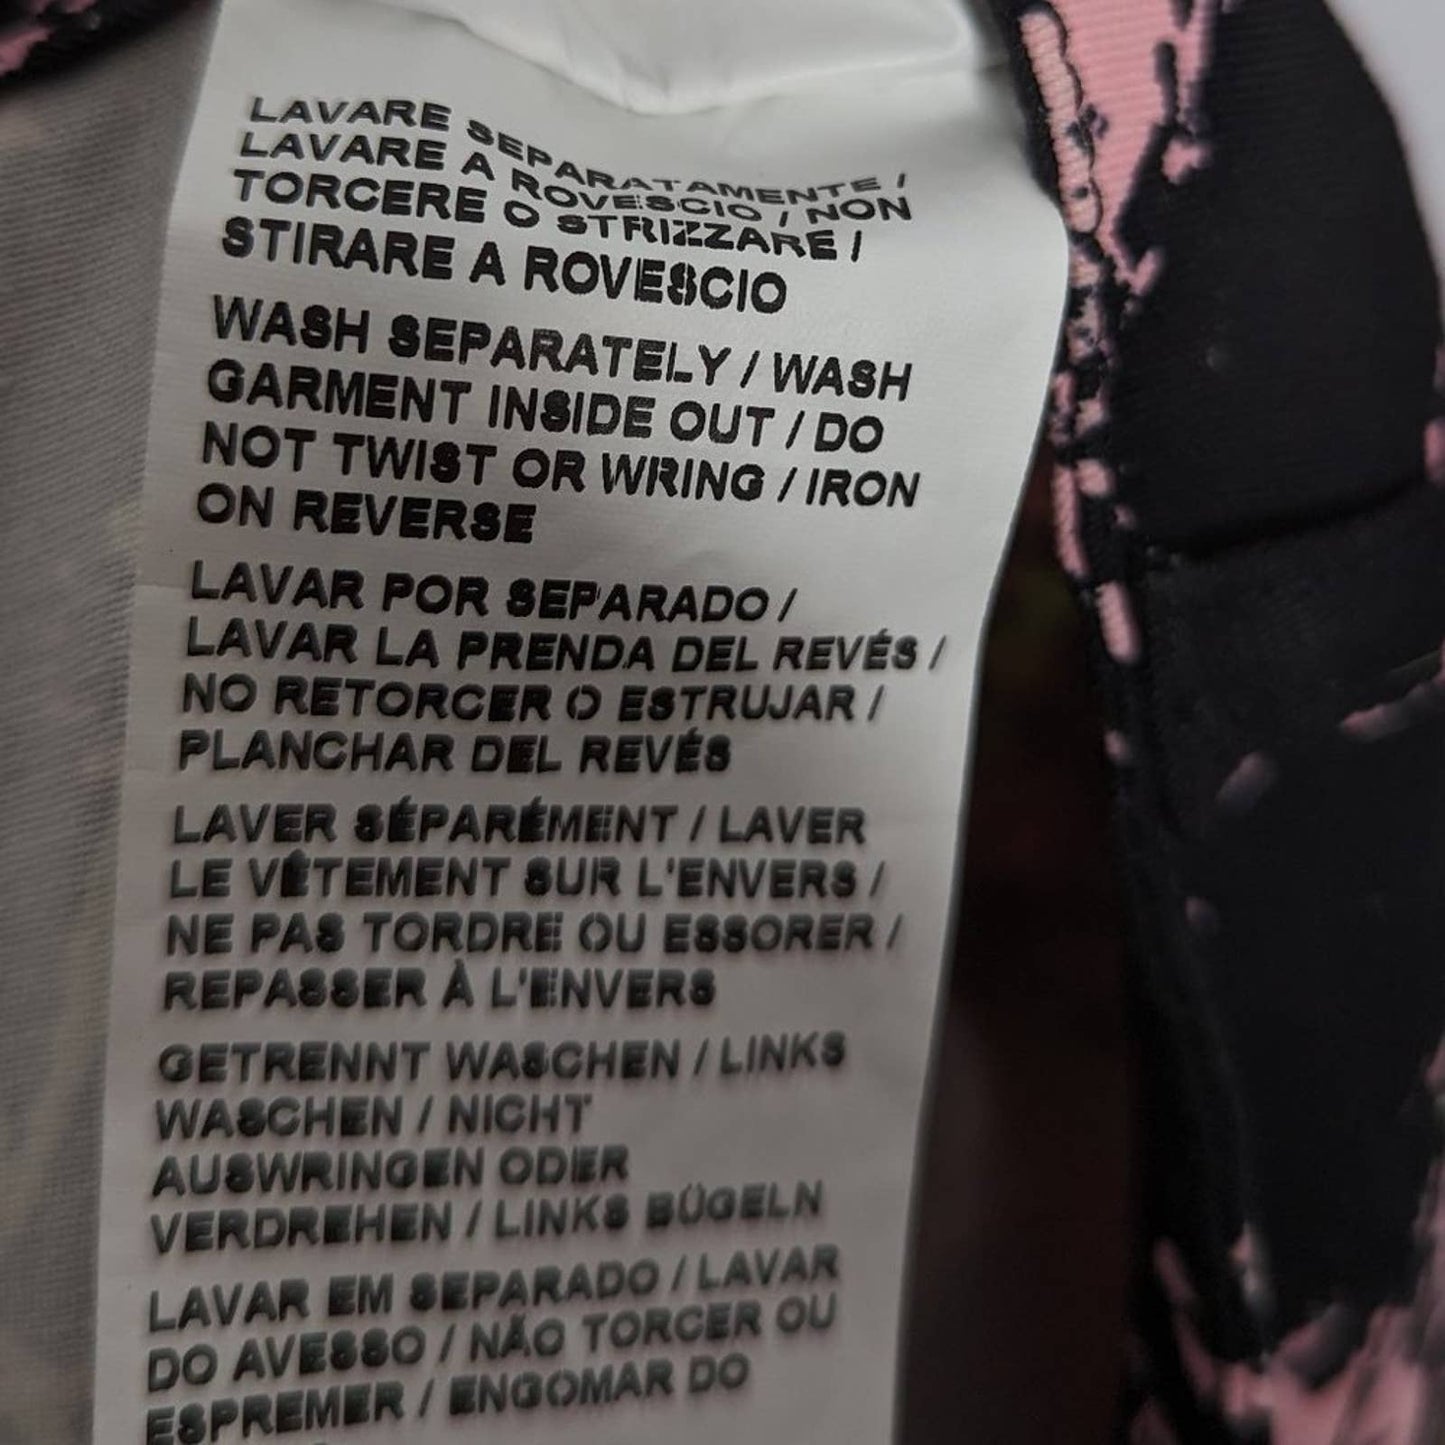 LAVARE SEPARATAMENTE /
LAVARE A ROVESCIO / NON
TORCERE O STRIZZARE /
STIRARE A ROVESCIO
WASH SEPARATELY / WASH
GARMENT INSIDE OUT / DO
NOT TWIST OR WRING / IRON
ON REVERSE
LAVAR POR SEPARADO /
LAVAR LA PRENDA DEL REVÉS /
NO RETORCER O ESTRUJAR /
PLANCHAR DEL REVÉS
LAVER SÉPARÉMENT / LAVER
LE VÊTEMENT SUR L'ENVERS /
NE PAS TORDRE OU ESSORER /
REPASSER À L'ENVERS
GETRENNT WASCHEN / LINKS
WASCHEN / NICHT
AUSWRINGEN ODER
VERDREHEN / LINKS BÜGELN
LAVAR EM SEPARADO / LAVAR
DO AVESSO / NÃO TORCER OU
ESPREMER / ENGOMAR DO